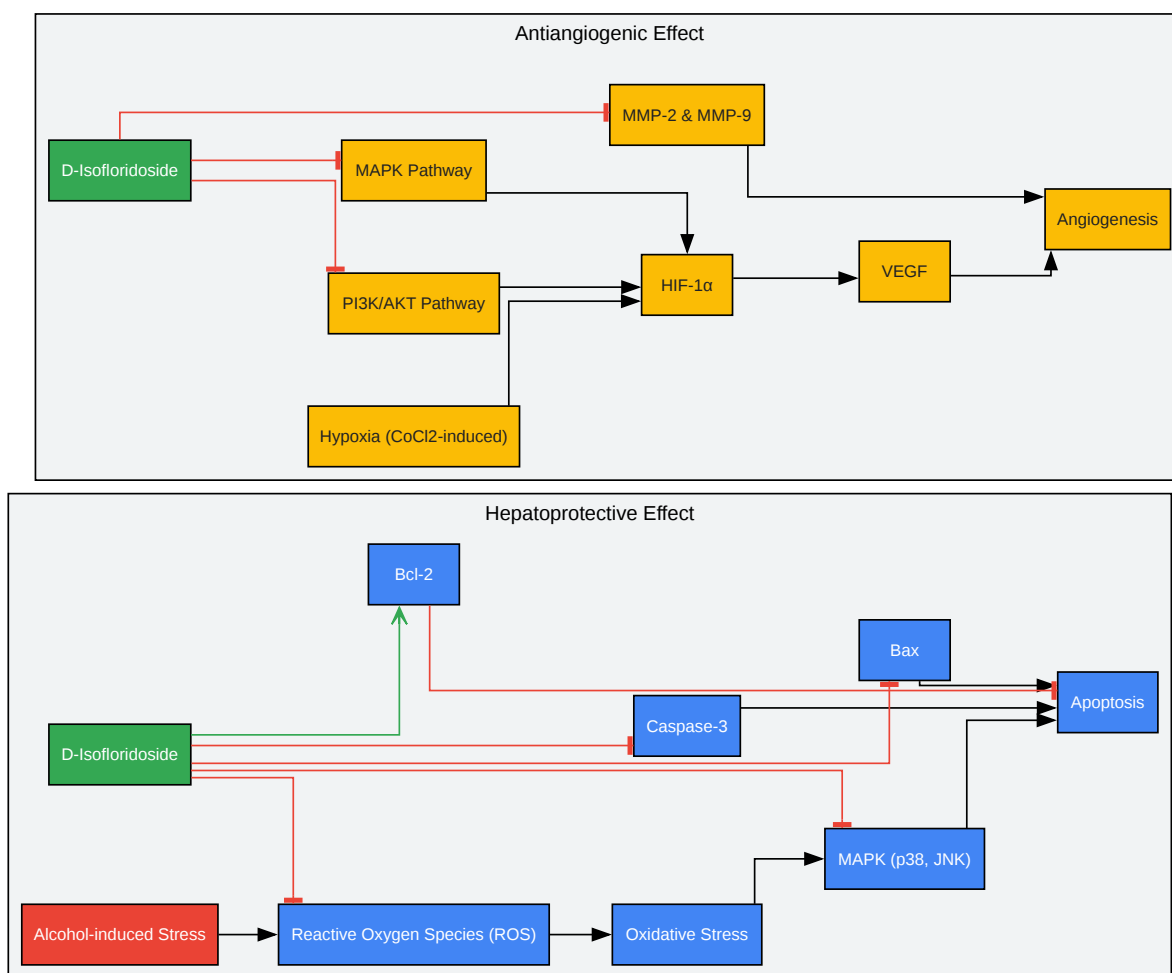 Antiangiogenic Effect
MMP-2 & MMP-9
D-Isofloridoside
MAPK Pathway
Angiogenesis
VEGF
HIF-1α
PI3K/AKT Pathway
Hypoxia (CoCl2-induced)
Hepatoprotective Effect
Bcl-2
Bax
Apoptosis
Caspase-3
D-Isofloridoside
MAPK (p38, JNK)
Alcohol-induced Stress
Reactive Oxygen Species (ROS)
Oxidative Stress